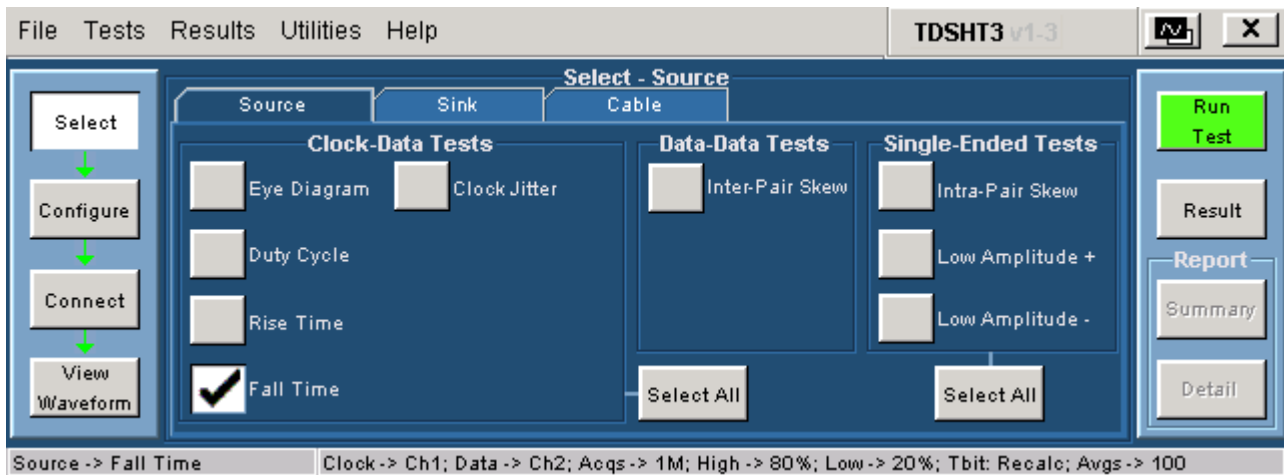 File Tests Results Utilities Help TDSHT3 v1-3
Select - Source
Source Sink Cable
Select
Configure
Connect
View
Waveform
Clock-Data Tests
Eye Diagram Clock Jitter
Duty Cycle
Rise Time
Fall Time
Data-Data Tests
Inter-Pair Skew
Select All
Single-Ended Tests
Intra-Pair Skew
Low Amplitude +
Low Amplitude -
Select All
Run
Test
Result
Report
Summary
Detail
Source -> Fall Time Clock -> Ch1; Data -> Ch2; Acqs -> 1M; High -> 80%; Low -> 20%; Tbit: Recalc; Avgs -> 100